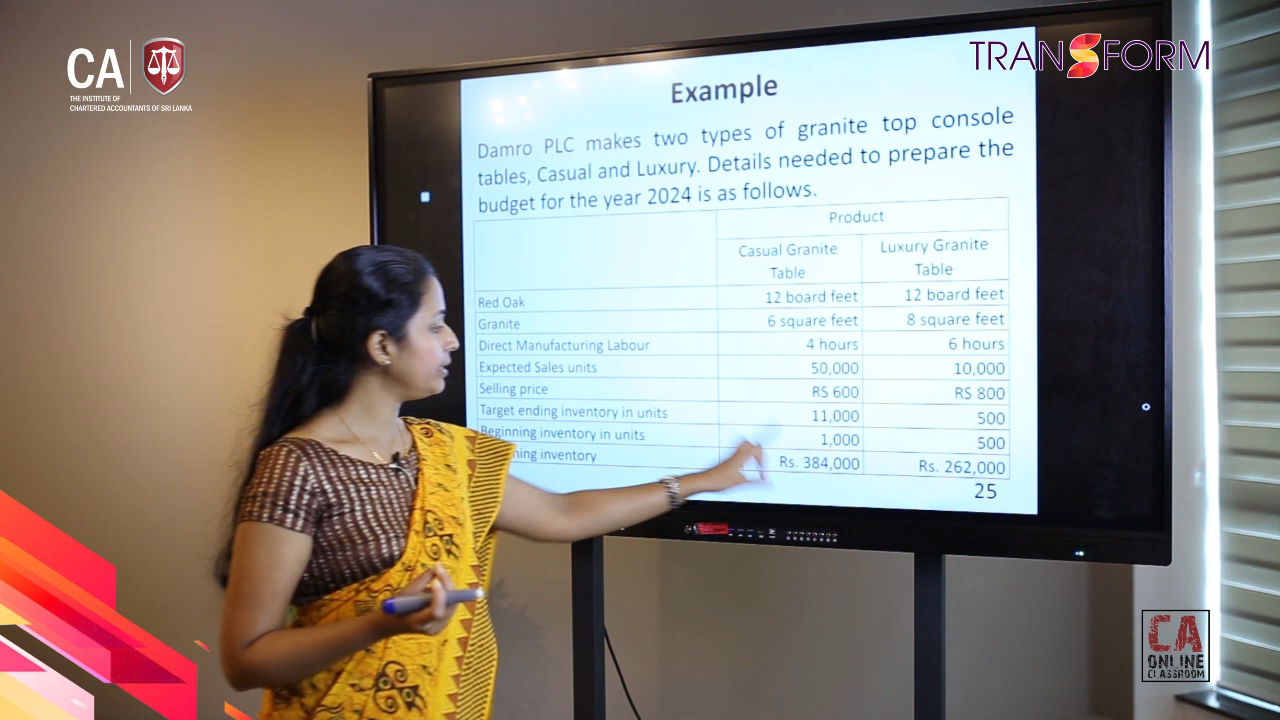 CA
THE INSTITUTE OF
CHARTERED ACCOUNTANTS OF SRI LANKA
TRANSFORM
Example
Damro PLC makes two types of granite top console
tables, Casual and Luxury. Details needed to prepare the
budget for the year 2024 is as follows.
Product
Casual Granite Table Luxury Granite Table
Red Oak 12 board feet 12 board feet
Granite 6 square feet 8 square feet
Direct Manufacturing Labour 4 hours 6 hours
Expected Sales units 50,000 10,000
Selling price RS 600 RS 800
Target ending inventory in units 11,000 500
Beginning inventory in units 1,000 500
inventory Rs. 384,000 Rs. 262,000
25
CA
ONLINE
CLASSROOM